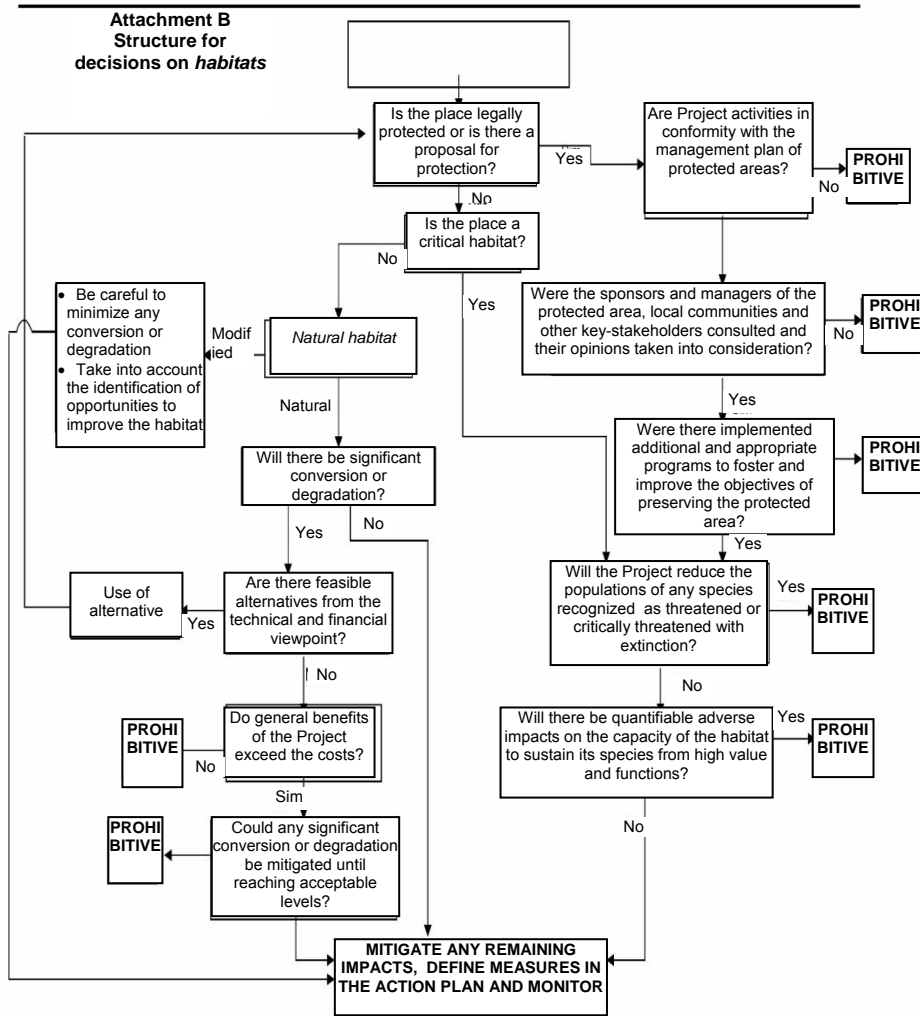 Attachment B
Structure for
decisions on habitats
Is the place legally
protected or is there a
proposal for
protection?
Yes
Are Project activities in
conformity with the
management plan of
protected areas?
No
PROHI
BITIVE
No
Is the place a
critical habitat?
No
Yes
Were the sponsors and managers of the
protected area, local communities and
other key-stakeholders consulted and
their opinions taken into consideration?
No
PROHI
BITIVE
• Be careful to
minimize any
conversion or
degradation
• Take into account
the identification of
opportunities to
improve the habitat
Modif
ied
Natural habitat
Natural
Yes
Were there implemented
additional and appropriate
programs to foster and
improve the objectives of
preserving the protected
area?
PROHI
BITIVE
Will there be significant
conversion or
degradation?
Yes
No
Yes
Use of
alternative
Yes
Are there feasible
alternatives from the
technical and financial
viewpoint?
Will the Project reduce the
populations of any species
recognized as threatened or
critically threatened with
extinction?
Yes
PROHI
BITIVE
No
No
PROHI
BITIVE
No
Do general benefits
of the Project
exceed the costs?
Will there be quantifiable adverse
impacts on the capacity of the habitat
to sustain its species from high value
and functions?
Yes
PROHI
BITIVE
Sim
No
PROHI
BITIVE
Could any significant
conversion or degradation
be mitigated until
reaching acceptable
levels?
MITIGATE ANY REMAINING
IMPACTS, DEFINE MEASURES IN
THE ACTION PLAN AND MONITOR